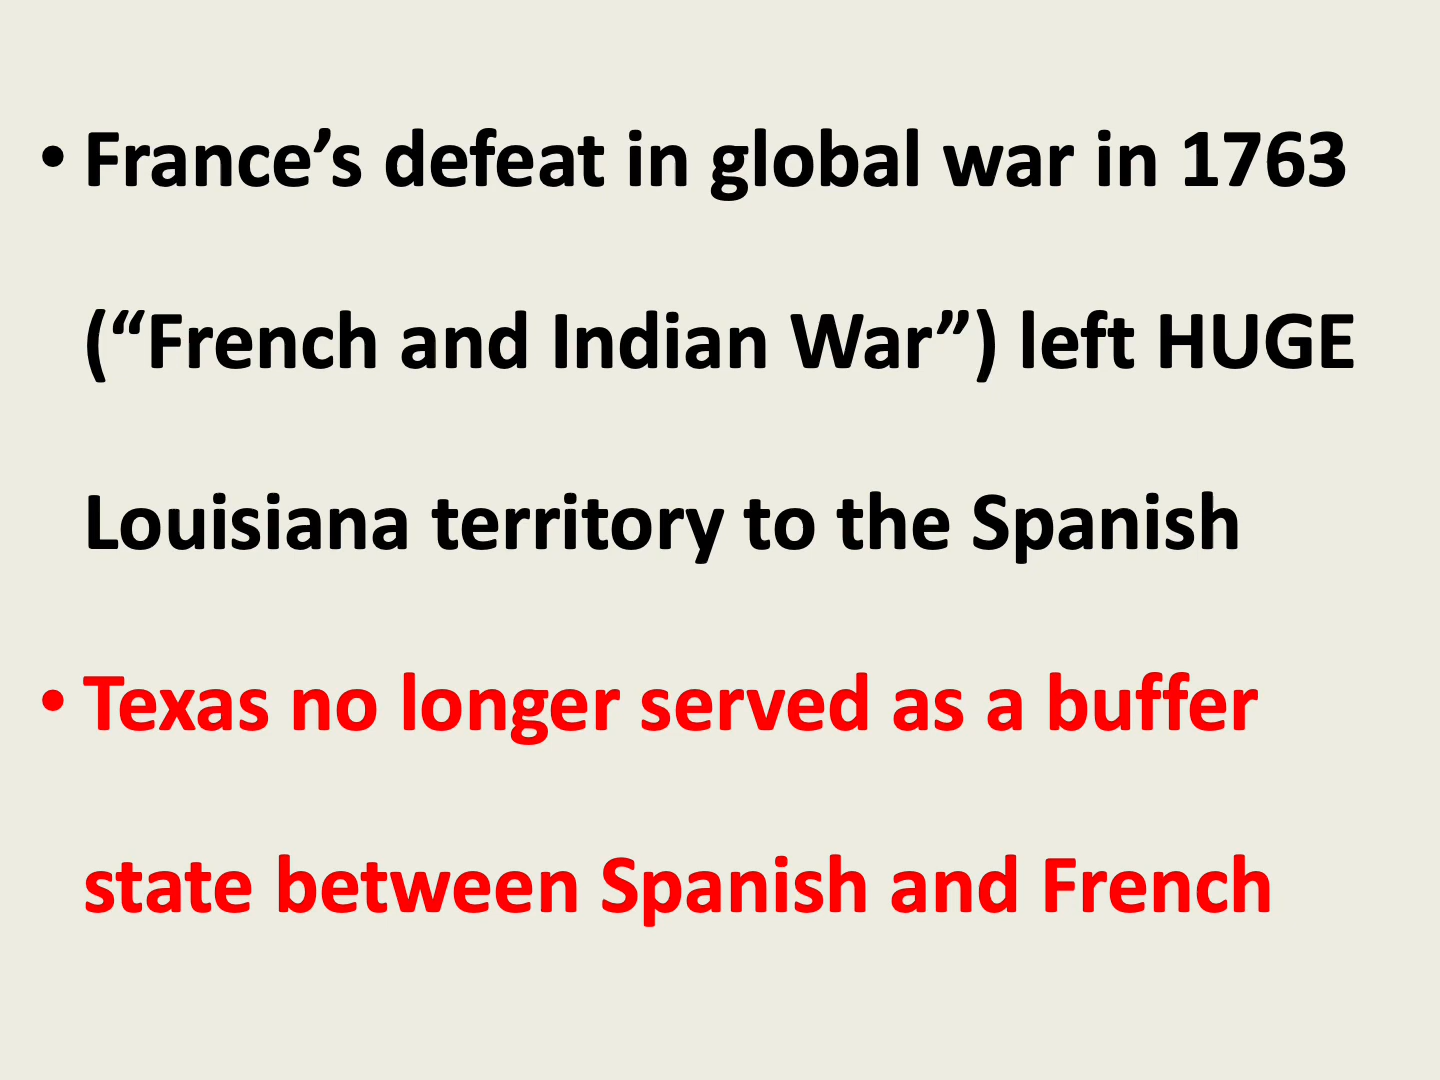 • France’s defeat in global war in 1763
(“French and Indian War”) left HUGE
Louisiana territory to the Spanish
• Texas no longer served as a buffer
state between Spanish and French